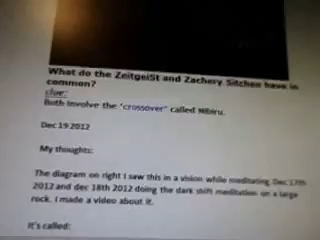 What do the ZeitgeiSt and Zachery Sitchen have in
common?
clue:
Both involve the "crossover" called Nibiru.
Dec 19 2012
My thoughts:
The diagram on right I saw this in a vision while meditating Dec 17th
2012 and dec 18th 2012 doing the dark shift meditation on a large
rock. I made a video about it.
It's called: